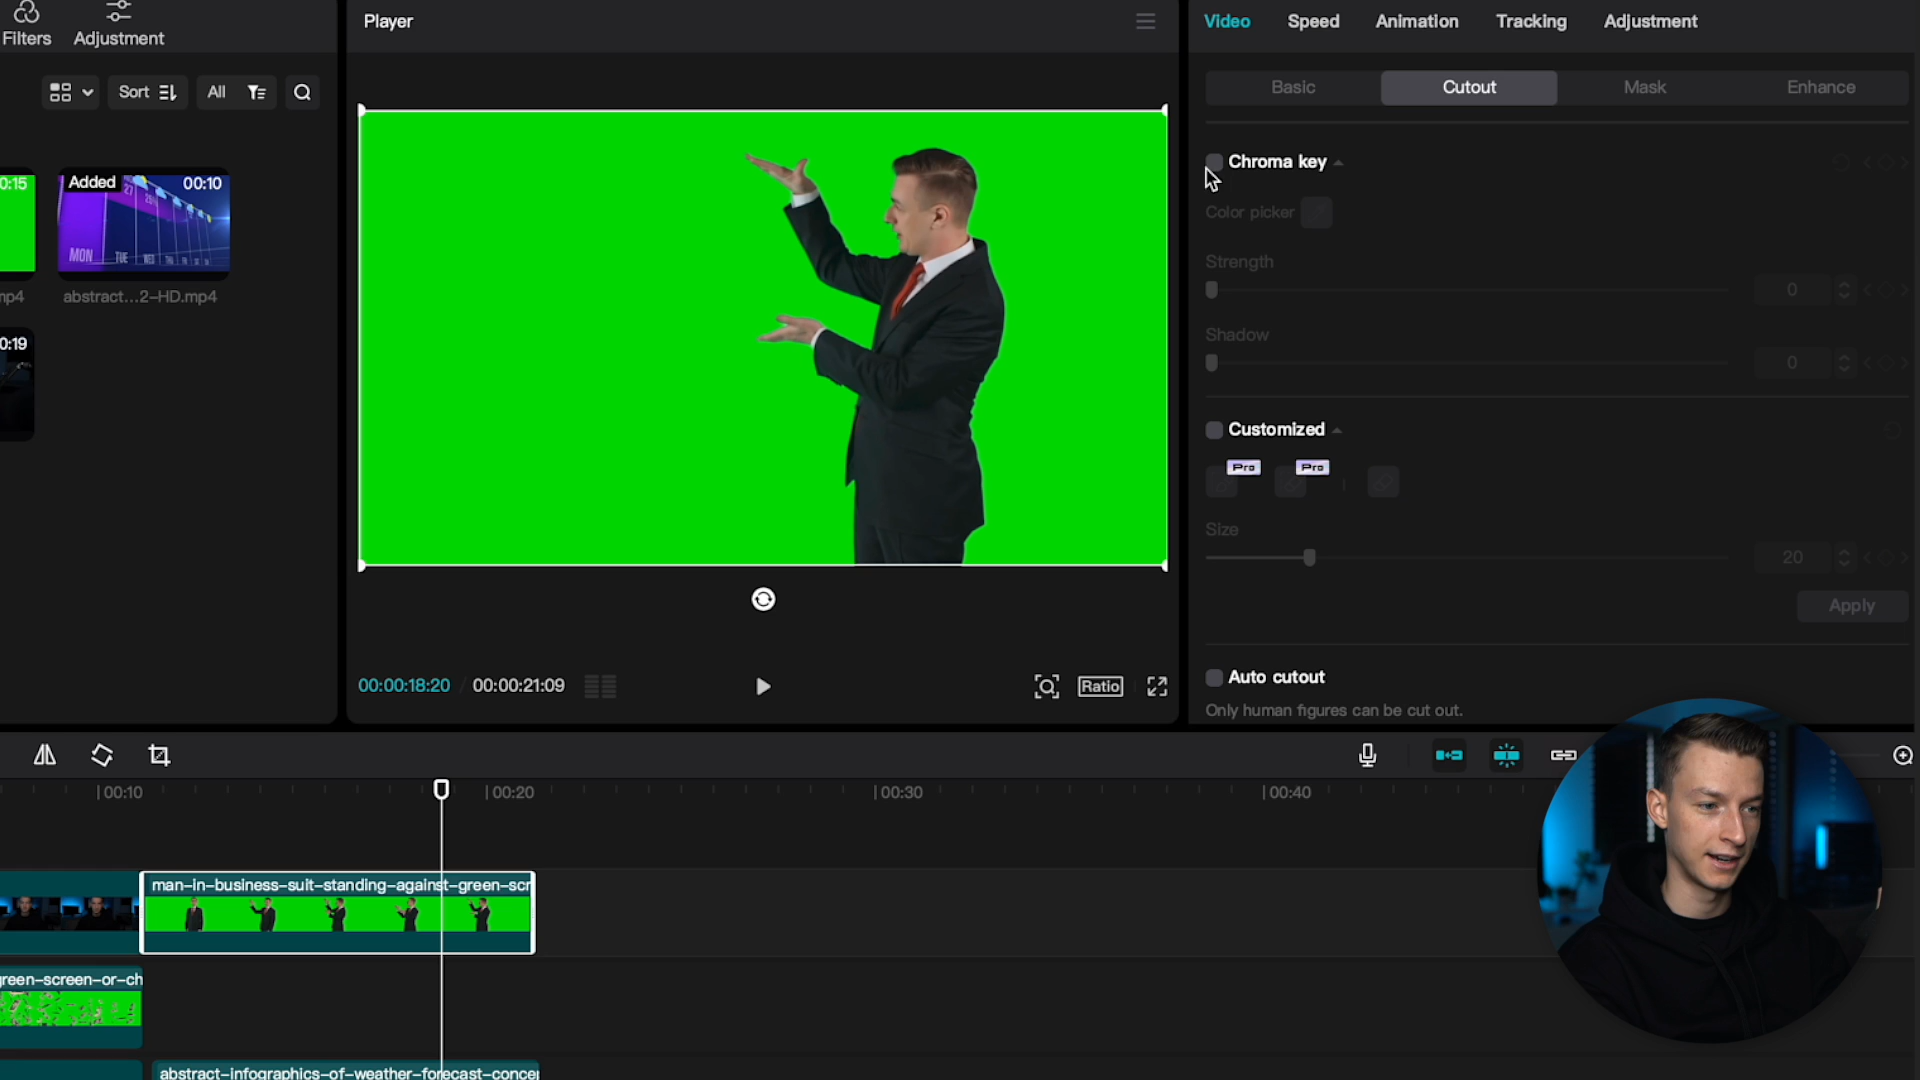 Filters
Adjustment
Player
Video
Speed
Animation
Tracking
Adjustment
Sort
All
Basic
Cutout
Mask
Enhance
0:15
Added
00:10
MON
TUE
WED
27
np4
abstract...2-HD.mp4
0:19
Chroma key
Color picker
Strength
0
Shadow
0
Customized
Pro
Pro
Size
20
Apply
Auto cutout
Only human figures can be cut out.
00:00:18:20
00:00:21:09
Ratio
00:10
00:20
00:30
00:40
man-in-business-suit-standing-against-green-scr
reen-screen-or-ch
abstract-infographics-of-weather-forecast-conce